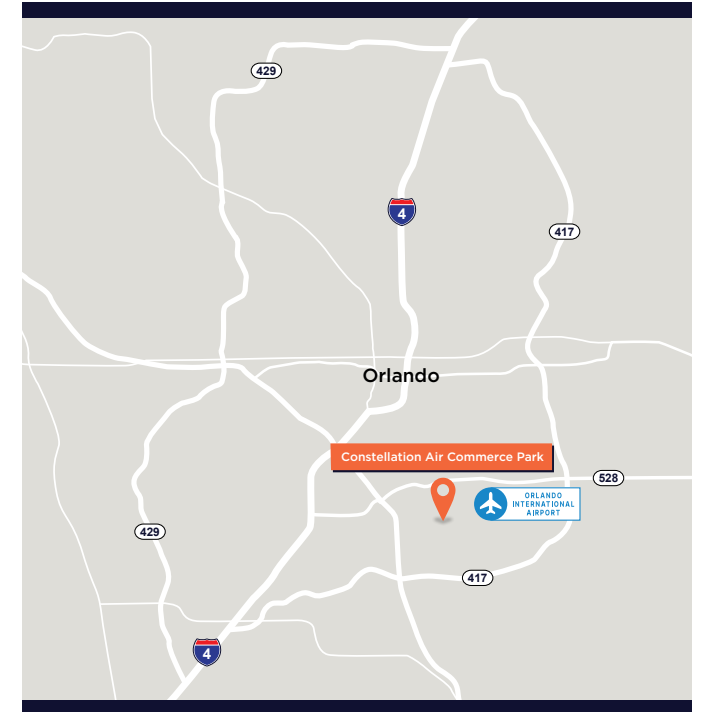 429
4
417
Orlando
Constellation Air Commerce Park
528
ORLANDO
INTERNATIONAL
AIRPORT
429
417
4